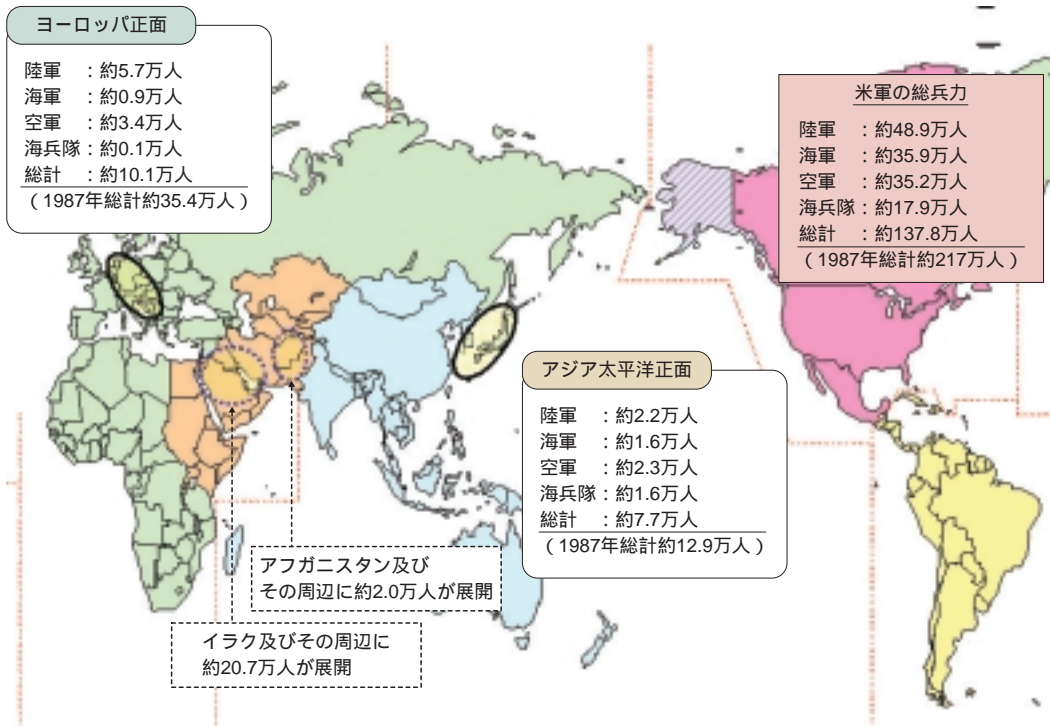 ヨーロッパ正面
陸軍　：約5.7万人
海軍　：約0.9万人
空軍　：約3.4万人
海兵隊：約0.1万人
総計　：約10.1万人
（1987年総計約35.4万人）
米軍の総兵力
陸軍　：約48.9万人
海軍　：約35.9万人
空軍　：約35.2万人
海兵隊：約17.9万人
総計　：約137.8万人
（1987年総計約217万人）
アジア太平洋正面
陸軍　：約2.2万人
海軍　：約1.6万人
空軍　：約2.3万人
海兵隊：約1.6万人
総計　：約7.7万人
（1987年総計約12.9万人）
アフガニスタン及び
その周辺に約2.0万人が展開
イラク及びその周辺に
約20.7万人が展開